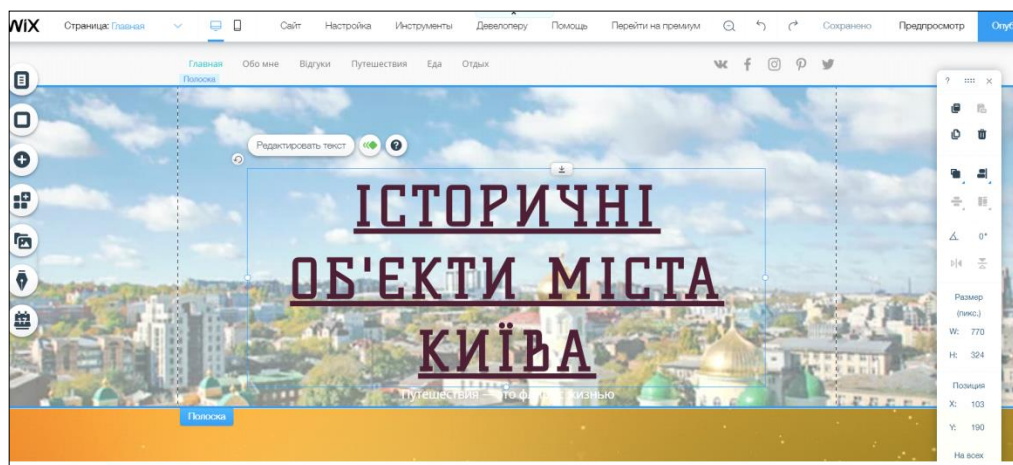 WiX Страница: Главная Сайт Настройка Инструменты Девелоперу Помощь Перейти на премиум Сохранено Предпросмотр Опуб
Главная Обо мне Відгуки Путешествия Еда Отдых
Полоска
?
Редактировать текст ?
ІСТОРИЧНІ
ОБ'ЄКТИ МІСТА
КИЇВА
Путешествия — это жизнью
Полоска
17
0°
Размер
(пикс.)
W: 770
H: 324
Позиция
X: 103
Y: 190
На всех